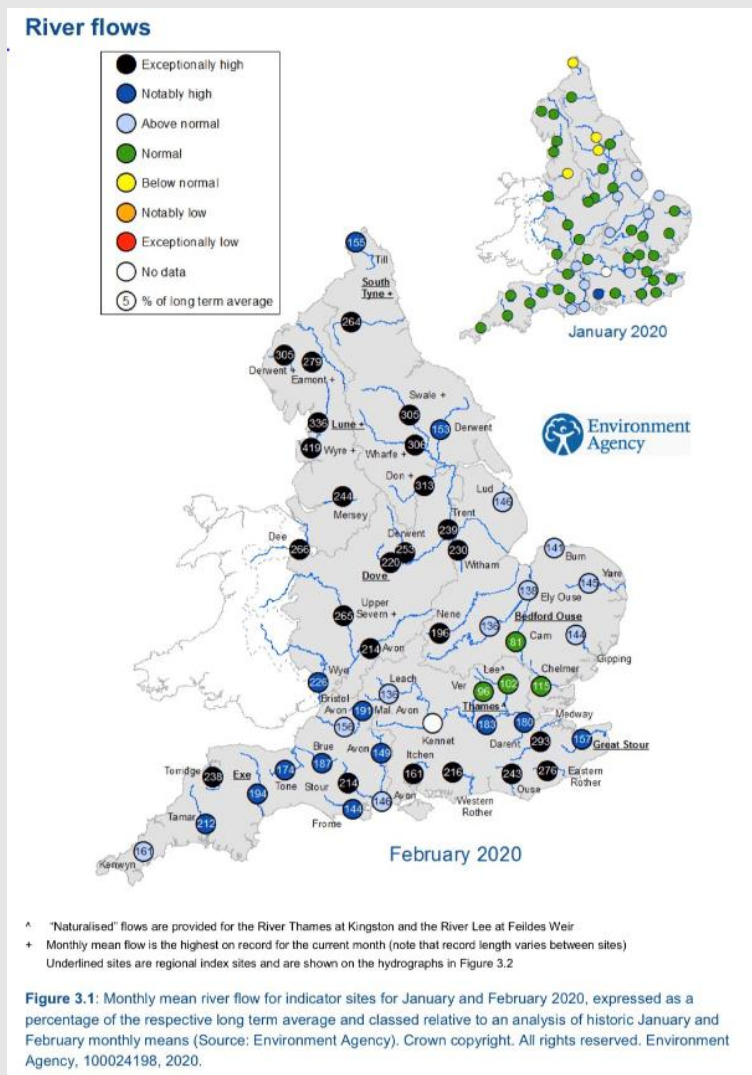 River flows
Exceptionally high
Notably high
Above normal
Normal
Below normal
Notably low
Exceptionally low
No data
5 % of long term average
January 2020
155
Till
South
Tyne +
264
305
279
Derwent +
Eamont +
Swale +
305
336 Lune +
153 Derwent
419 Wyre +
Wharfe +
306
Environment
Agency
Don +
313
244
Mersey
Lud
146
Trent
239
Derwent
253
220
Dove
230
Witham
Dee
266
141
Burn
Yare
145
138
Ely Ouse
Upper
Severn +
265
Nene
196
136
Bedford Ouse
81
Cam
144
Gipping
214 Avon
Wye
226
Leach
136
Lee^
Ver
96
102
Chelmer
115
Bristol
Avon
191 Mal. Avon
156
Thames ^
183
180
Medway
Kennet
Darent
293
157
Great Stour
Brue
187
Avon
149
Itchen
161
216
Western
Rother
243
Ouse
276
Eastern
Rother
Torridge
238
Exe
174
Tone
Stour
214
194
144
Frome
146
Avon
Tamar
212
161
Kenwyn
February 2020
^ "Naturalised" flows are provided for the River Thames at Kingston and the River Lee at Feildes Weir
+ Monthly mean flow is the highest on record for the current month (note that record length varies between sites)
Underlined sites are regional index sites and are shown on the hydrographs in Figure 3.2
Figure 3.1: Monthly mean river flow for indicator sites for January and February 2020, expressed as a
percentage of the respective long term average and classed relative to an analysis of historic January and
February monthly means (Source: Environment Agency). Crown copyright. All rights reserved. Environment
Agency, 100024198, 2020.